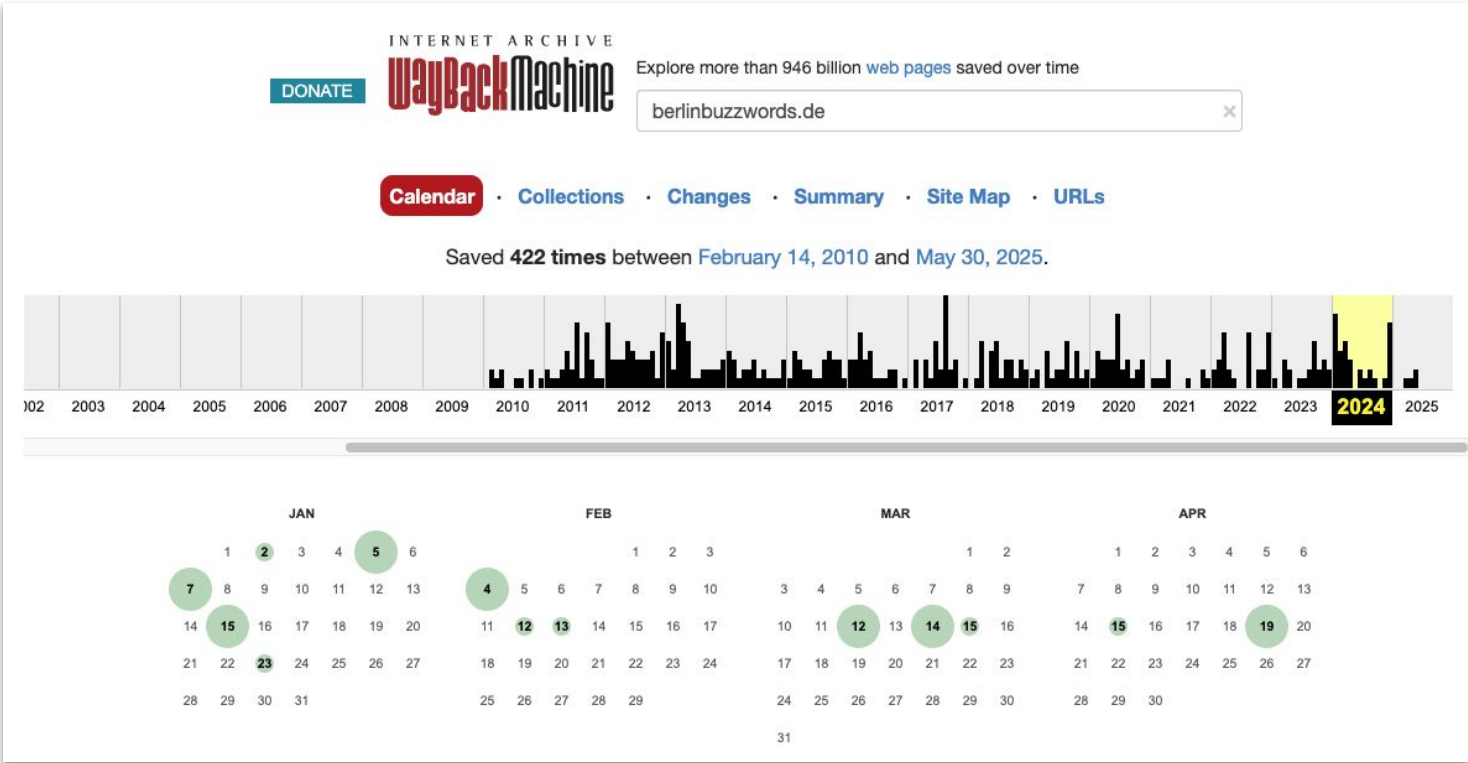 INTERNET ARCHIVE
DONATE
WayBackMachine
Explore more than 946 billion web pages saved over time
berlinbuzzwords.de ×
Calendar · Collections · Changes · Summary · Site Map · URLs
Saved 422 times between February 14, 2010 and May 30, 2025.
002 2003 2004 2005 2006 2007 2008 2009 2010 2011 2012 2013 2014 2015 2016 2017 2018 2019 2020 2021 2022 2023 2024 2025
JAN
1 2 3 4 5 6
7 8 9 10 11 12 13
14 15 16 17 18 19 20
21 22 23 24 25 26 27
28 29 30 31
FEB
1 2 3
4 5 6 7 8 9 10
11 12 13 14 15 16 17
18 19 20 21 22 23 24
25 26 27 28 29
MAR
1 2
3 4 5 6 7 8 9
10 11 12 13 14 15 16
17 18 19 20 21 22 23
24 25 26 27 28 29 30
31
APR
1 2 3 4 5 6
7 8 9 10 11 12 13
14 15 16 17 18 19 20
21 22 23 24 25 26 27
28 29 30